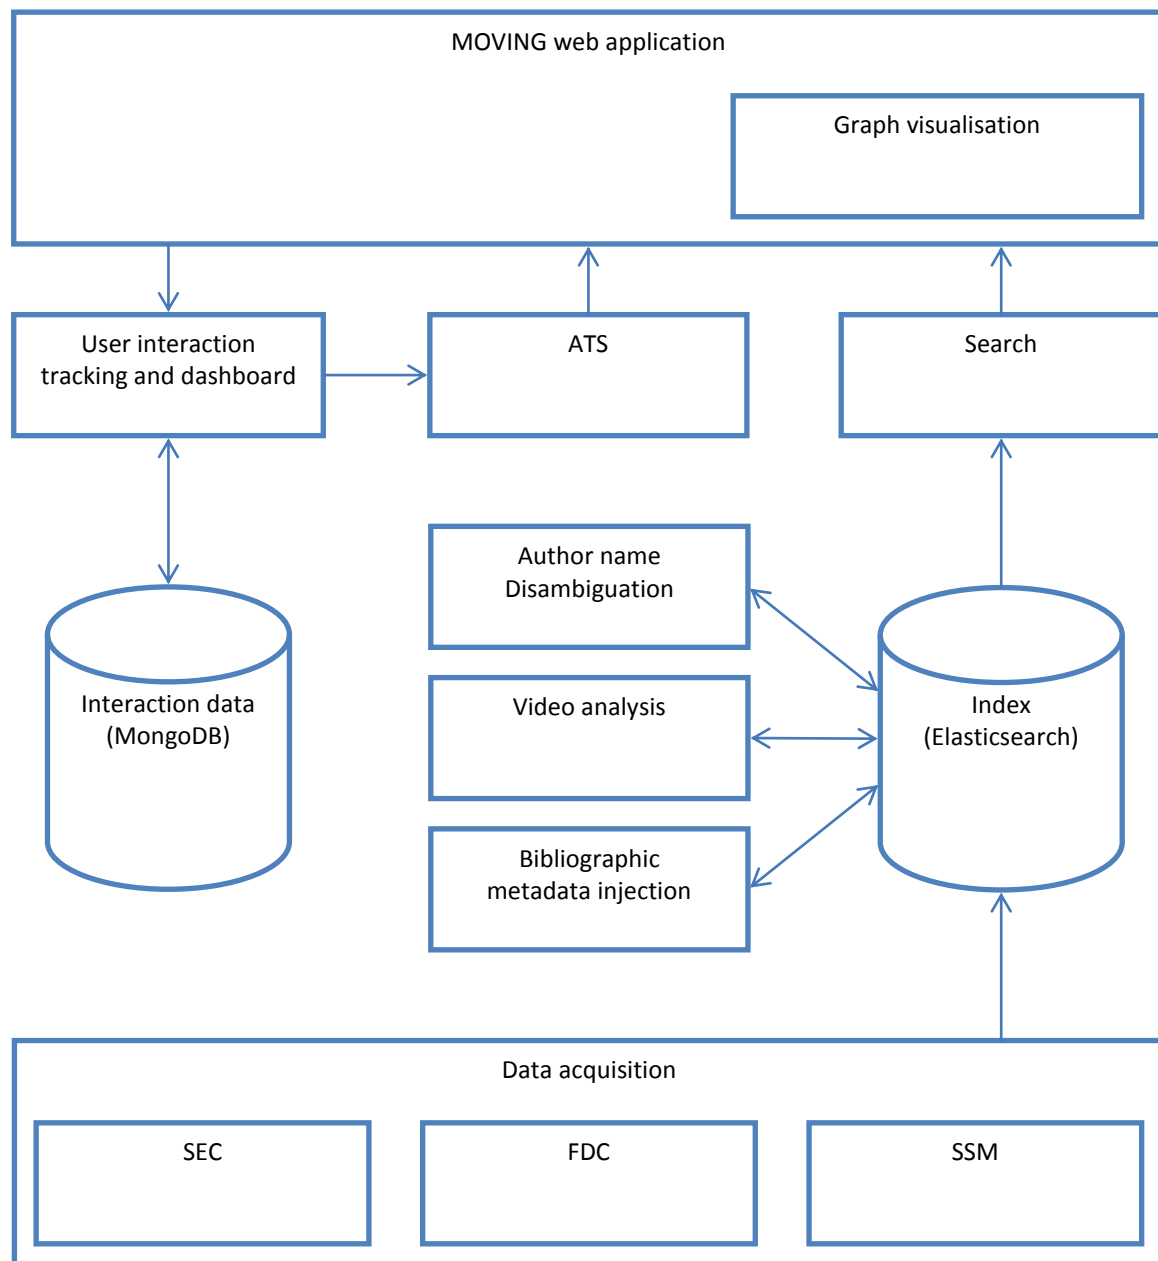 MOVING web application
Graph visualisation
User interaction
tracking and dashboard
ATS
Search
Author name
Disambiguation
Interaction data
(MongoDB)
Video analysis
Index
(Elasticsearch)
Bibliographic
metadata injection
Data acquisition
SEC
FDC
SSM